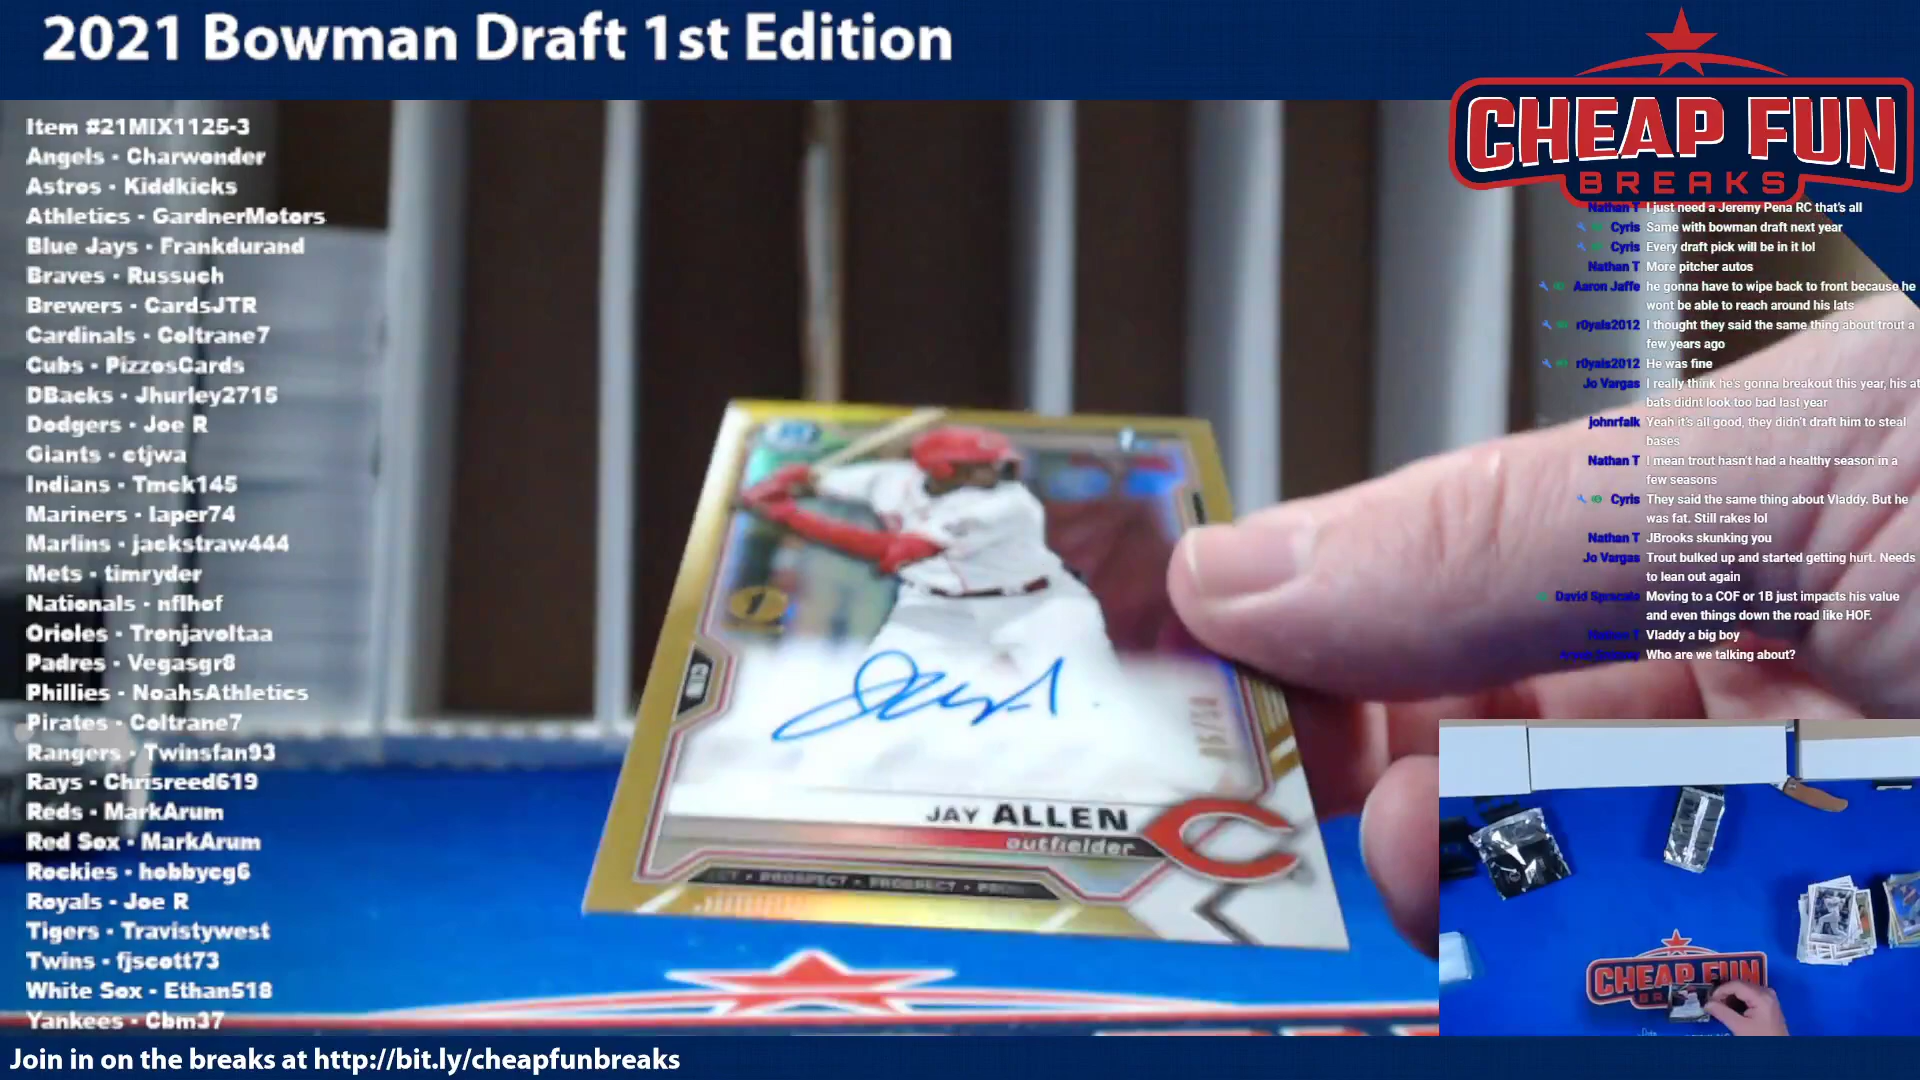 2021 Bowman Draft 1st Edition
CHEAP FUN
BREAKS
Item #21MIX1125-3
Angels - Charwonder
Astros - Kiddkicks
Athletics - GardnerMotors
Blue Jays - Frankdurand
Braves - Russuch
Brewers - CardsJTR
Cardinals - Coltrane7
Cubs - PizzosCards
DBacks - Jhurley2715
Dodgers - Joe R
Giants - ctjwa
Indians - Tmck145
Mariners - laper74
Marlins - jackstraw444
Mets - timryder
Nationals - nflhof
Orioles - Tronjavoltaa
Padres - Vegasgr8
Phillies - NoahsAthletics
Pirates - Coltrane7
Rangers - Twinsfan93
Rays - Chrisreed619
Reds - MarkArum
Red Sox - MarkArum
Rockies - hobbycg6
Royals - Joe R
Tigers - Travistywest
Twins - fjscott73
White Sox - Ethan518
Yankees - Cbm37
Nathan T I just need a Jeremy Pena RC that's all
Cyris Same with bowman draft next year
Cyris Every draft pick will be in it lol
Nathan T More pitcher autos
Aaron Jaffe he gonna have to wipe back to front because he
wont be able to reach around his lats
r0yals2012 I thought they said the same thing about trout a
few years ago
r0yals2012 He was fine
Jo Vargas I really think he's gonna breakout this year, his at
bats didnt look too bad last year
johnrfalk Yeah it's all good, they didn't draft him to steal
bases
Nathan T I mean trout hasn't had a healthy season in a
few seasons
Cyris They said the same thing about Vladdy. But he
was fat. Still rakes lol
Nathan T JBrooks skunking you
Jo Vargas Trout bulked up and started getting hurt. Needs
to lean out again
David Sprecale Moving to a COF or 1B just impacts his value
and even things down the road like HOF.
Nathan T Vladdy a big boy
Who are we talking about?
CIN
JAY ALLEN
outfielder
PROSPECT • PROSPECT
CHEAP FUN
Join in on the breaks at http://bit.ly/cheapfunbreaks